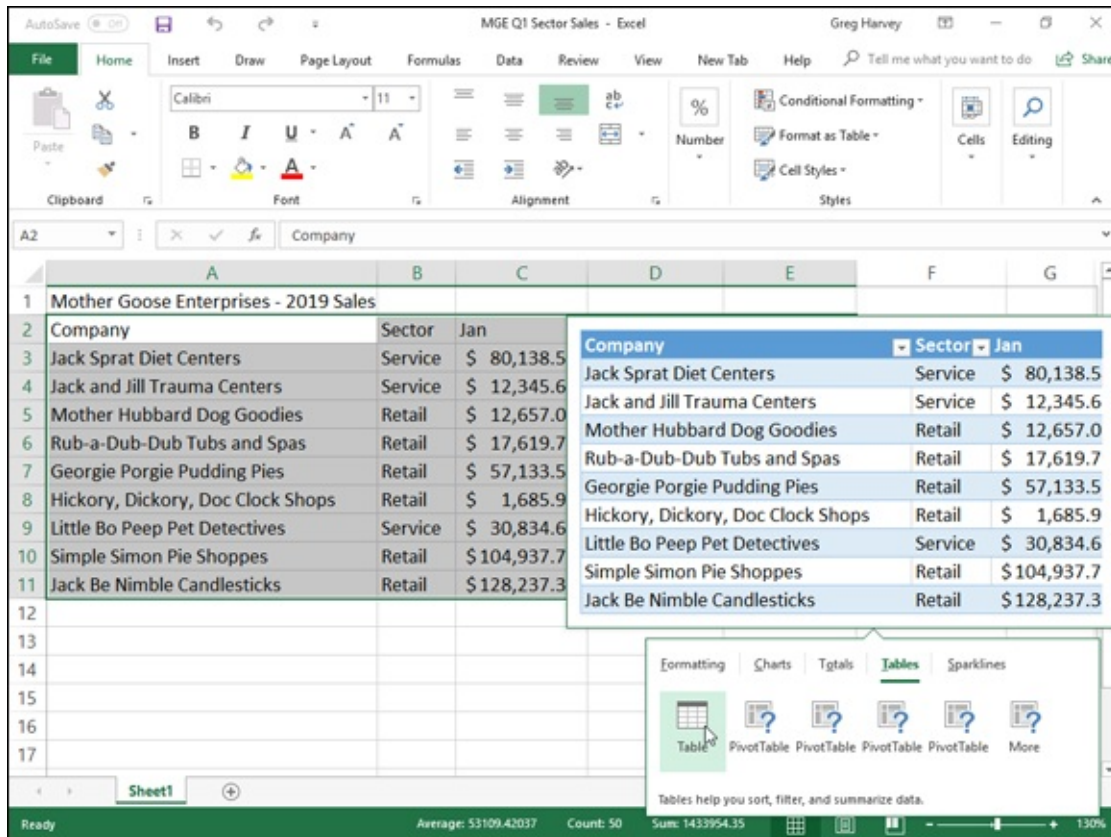 AutoSave Off MGE Q1 Sector Sales - Excel Greg Harvey
File Home Insert Draw Page Layout Formulas Data Review View New Tab Help Tell me what you want to do Share
Paste
Calibri 11
B I U A A
A
ab
%
Number
Conditional Formatting
Format as Table
Cell Styles
Cells
Editing
Clipboard Font Alignment Styles
A2 fx Company
A B C D E F G
1 Mother Goose Enterprises - 2019 Sales
2 Company Sector Jan
3 Jack Sprat Diet Centers Service $ 80,138.5
4 Jack and Jill Trauma Centers Service $ 12,345.6
5 Mother Hubbard Dog Goodies Retail $ 12,657.0
6 Rub-a-Dub-Dub Tubs and Spas Retail $ 17,619.7
7 Georgie Porgie Pudding Pies Retail $ 57,133.5
8 Hickory, Dickory, Doc Clock Shops Retail $ 1,685.9
9 Little Bo Peep Pet Detectives Service $ 30,834.6
10 Simple Simon Pie Shoppes Retail $104,937.7
11 Jack Be Nimble Candlesticks Retail $128,237.3
12
13
14
15
16
17
Company Sector Jan
Jack Sprat Diet Centers Service $ 80,138.5
Jack and Jill Trauma Centers Service $ 12,345.6
Mother Hubbard Dog Goodies Retail $ 12,657.0
Rub-a-Dub-Dub Tubs and Spas Retail $ 17,619.7
Georgie Porgie Pudding Pies Retail $ 57,133.5
Hickory, Dickory, Doc Clock Shops Retail $ 1,685.9
Little Bo Peep Pet Detectives Service $ 30,834.6
Simple Simon Pie Shoppes Retail $104,937.7
Jack Be Nimble Candlesticks Retail $128,237.3
Formatting Charts Totals Tables Sparklines
Table PivotTable PivotTable PivotTable PivotTable More
Tables help you sort, filter, and summarize data.
Sheet1
Ready Average: 53109.42037 Count: 50 Sum: 1433954.35 130%